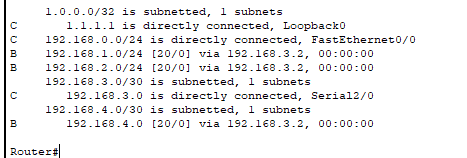 1.0.0.0/32 is subnetted, 1 subnets
C 1.1.1.1 is directly connected, Loopback0
C 192.168.0.0/24 is directly connected, FastEthernet0/0
B 192.168.1.0/24 [20/0] via 192.168.3.2, 00:00:00
B 192.168.2.0/24 [20/0] via 192.168.3.2, 00:00:00
192.168.3.0/30 is subnetted, 1 subnets
C 192.168.3.0 is directly connected, Serial2/0
192.168.4.0/30 is subnetted, 1 subnets
B 192.168.4.0 [20/0] via 192.168.3.2, 00:00:00
Router#